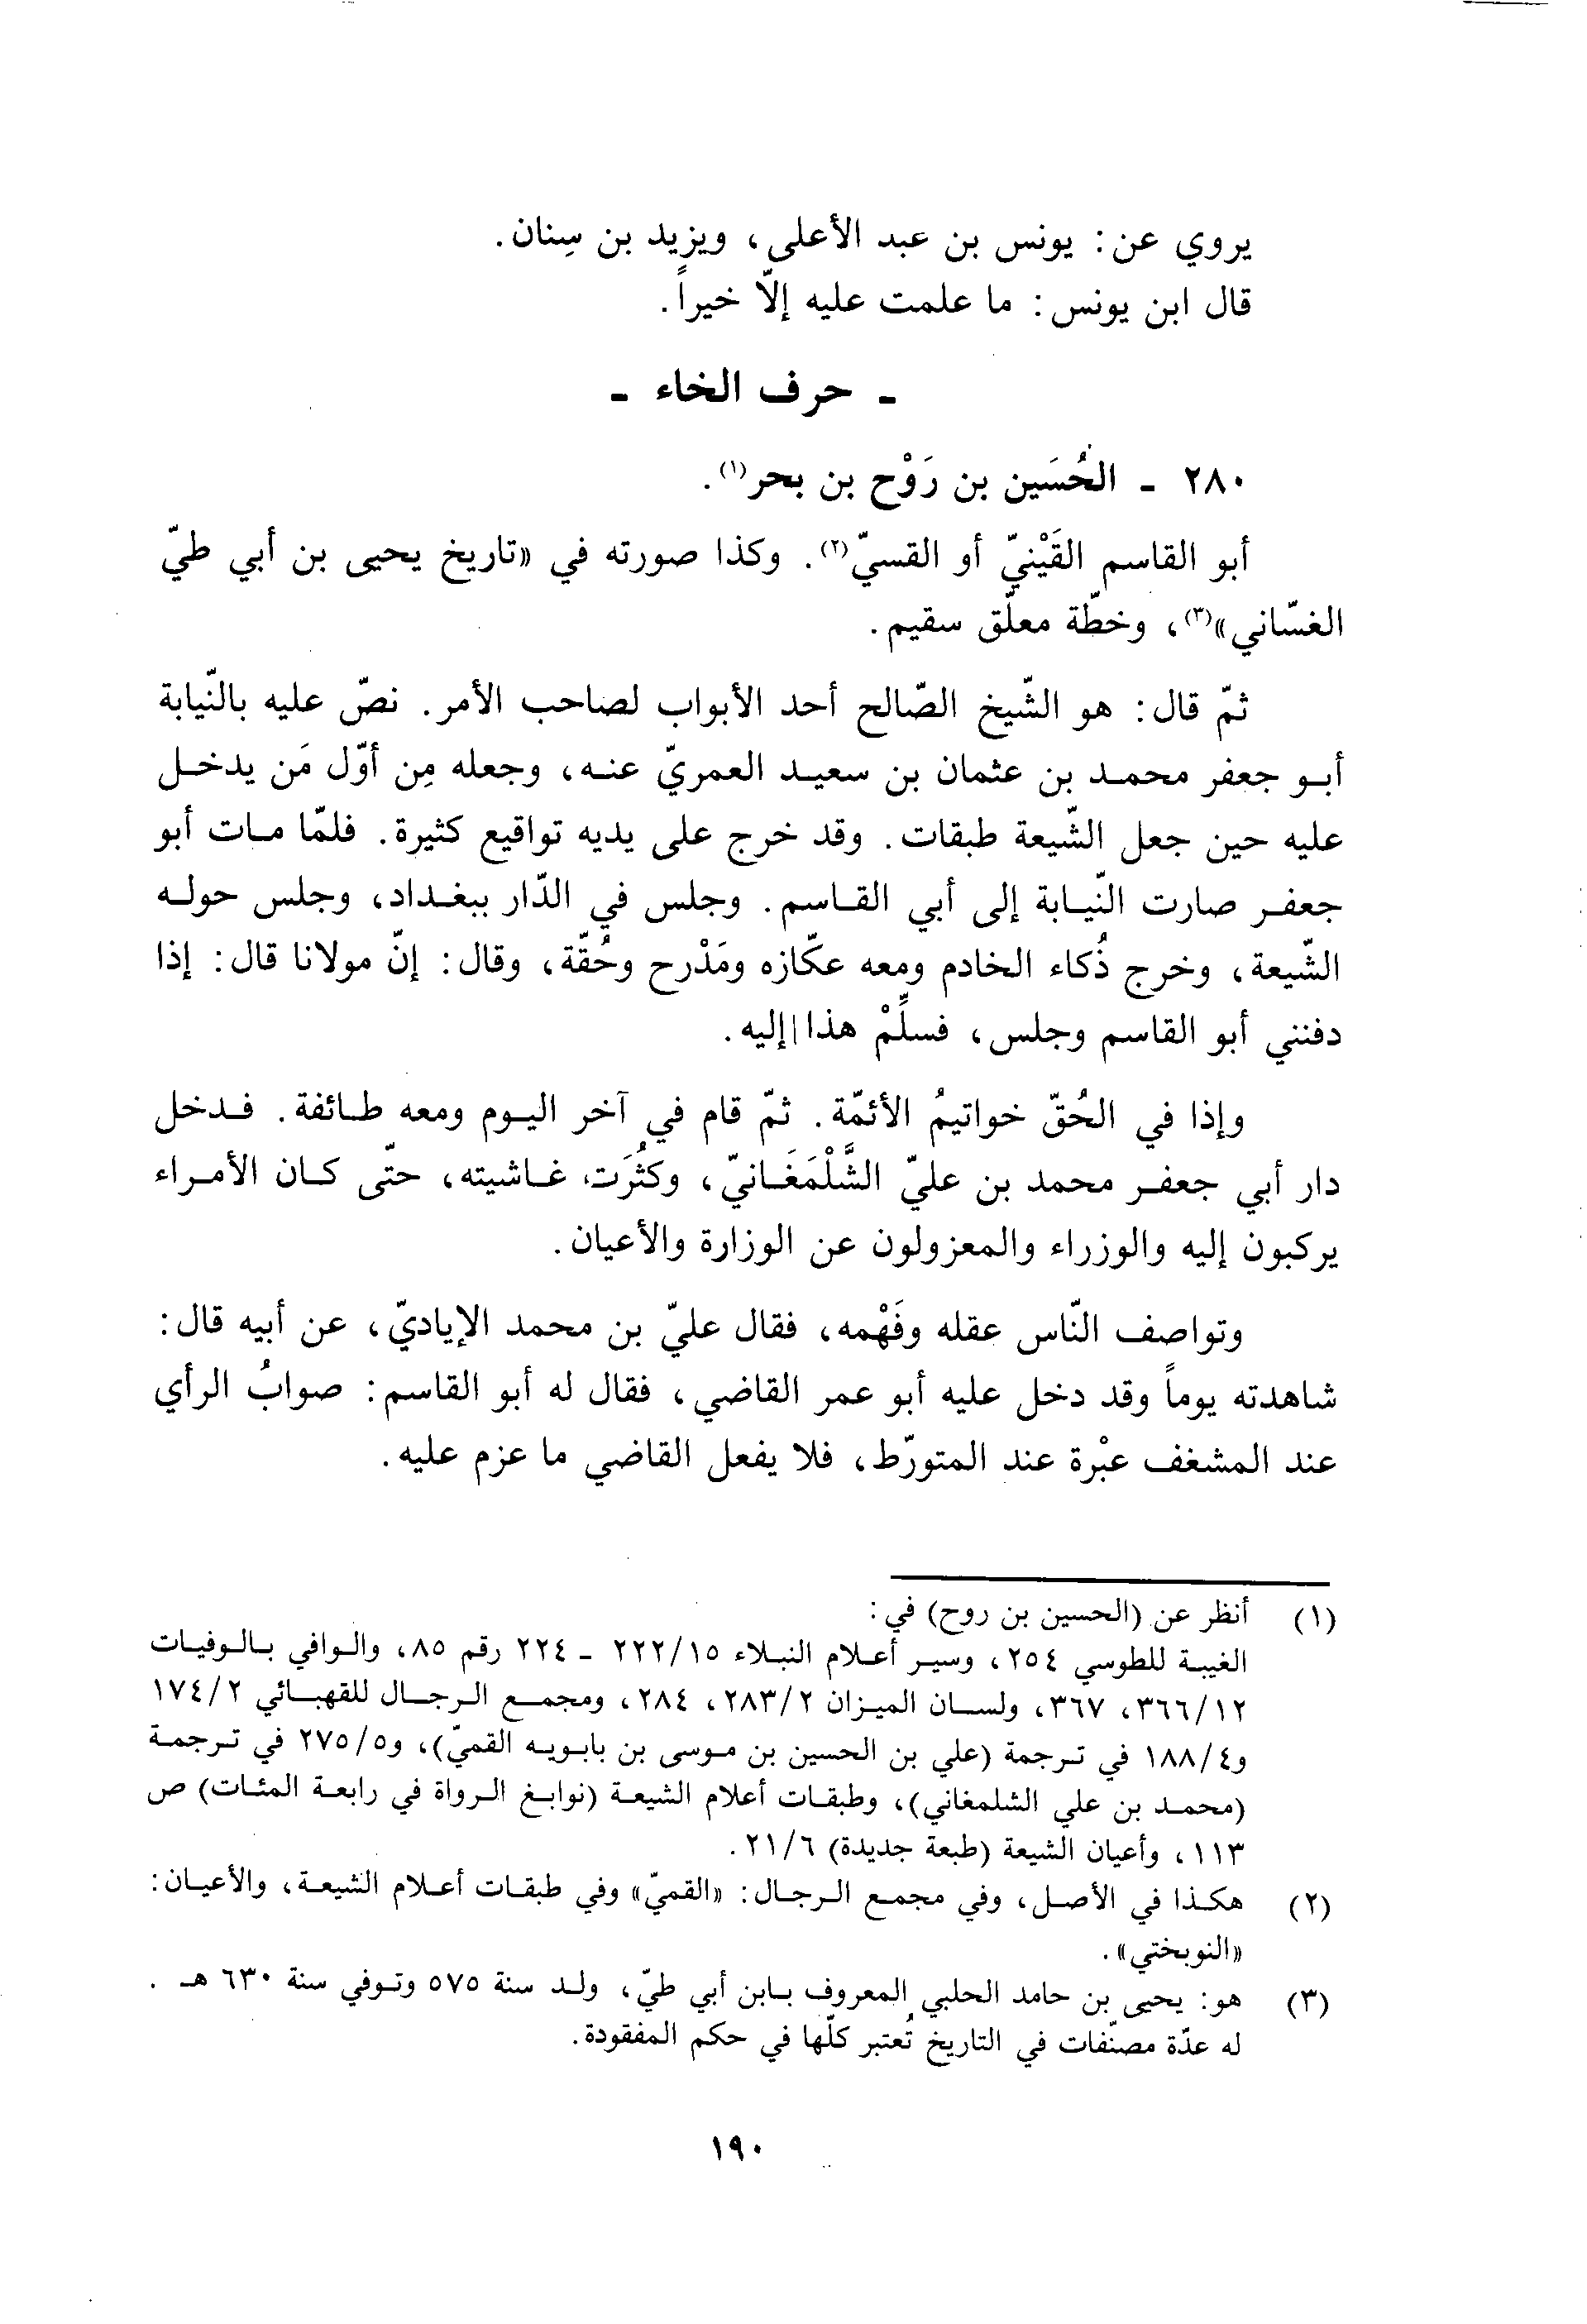 يروي عن: يونس بن عبد الأعلى، ويزيد بن سِنان.
قال ابن يونس: ما علمت عليه إلّا خيراً.
- حرف الخاء -
٢٨٠ - الحُسَين بن رَوْح بن بحر(١).
أبو القاسم القَيْنيّ أو القسيّ(٢). وكذا صورته في «تاريخ يحيى بن أبي طيّ
الغسّاني»(٣)، وخطّة معلّق سقيم.
ثمّ قال: هو الشّيخ الصّالح أحد الأبواب لصاحب الأمر. نصّ عليه بالنّيابة
أبو جعفر محمد بن عثمان بن سعيد العمريّ عنه، وجعله مِن أوّل مَن يدخل
عليه حين جعل الشّيعة طبقات. وقد خرج على يديه تواقيع كثيرة. فلمّا مات أبو
جعفر صارت النّيابة إلى أبي القاسم. وجلس في الدّار ببغداد، وجلس حوله
الشّيعة، وخرج ذُكاء الخادم ومعه عكّازه ومَدْرح وحُقّة، وقال: إنّ مولانا قال: إذا
دفنني أبو القاسم وجلس، فسلِّمْ هذا إليه.
وإذا في الحُقّ خواتيمُ الأئمّة. ثمّ قام في آخر اليوم ومعه طائفة. فدخل
دار أبي جعفر محمد بن عليّ الشَّلْمَغَانيّ، وكثُرَت غاشيته، حتّى كان الأمراء
يركبون إليه والوزراء والمعزولون عن الوزارة والأعيان.
وتواصف النّاس عقله وفَهْمه، فقال عليّ بن محمد الإياديّ، عن أبيه قال:
شاهدته يوماً وقد دخل عليه أبو عمر القاضي، فقال له أبو القاسم: صوابُ الرأي
عند المشغف عبْرة عند المتورّط، فلا يفعل القاضي ما عزم عليه.
(١) أنظر عن (الحسين بن روح) في:
الغيبة للطوسي ٢٥٤، وسير أعلام النبلاء ٢٢٢/١٥ - ٢٢٤ رقم ٨٥، والوافي بالوفيات
٣٦٦/١٢، ٣٦٧، ولسان الميزان ٢٨٣/٢، ٢٨٤، ومجمع الرجال للقهبائي ١٧٤/٢
و١٨٨/٤ في ترجمة (علي بن الحسين بن موسى بن بابويه القميّ)، و٢٧٥/٥ في ترجمة
(محمد بن علي الشلمغاني)، وطبقات أعلام الشيعة (نوابغ الرواة في رابعة المئات) ص
١١٣، وأعيان الشيعة (طبعة جديدة) ٢١/٦.
(٢) هكذا في الأصل، وفي مجمع الرجال: «القميّ» وفي طبقات أعلام الشيعة، والأعيان:
«النوبختي».
(٣) هو: يحيى بن حامد الحلبي المعروف بابن أبي طيّ، ولد سنة ٥٧٥ وتوفي سنة ٦٣٠ هـ.
له عدّة مصنّفات في التاريخ تُعتبر كلّها في حكم المفقودة.
١٩٠